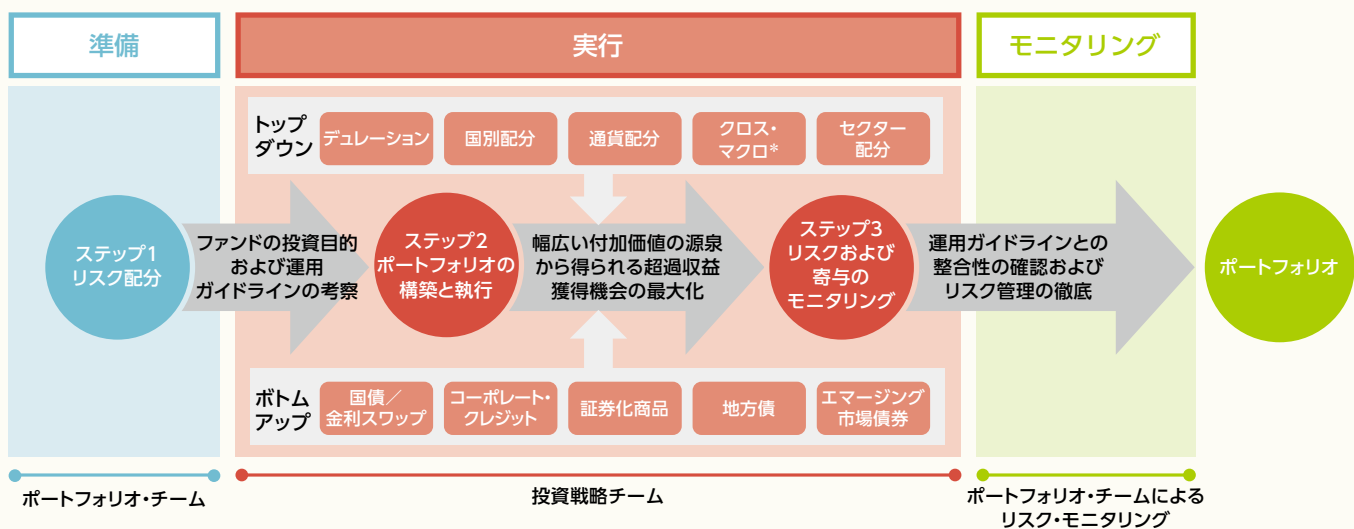 準備
実行
モニタリング
トップ
ダウン
デュレーション
国別配分
通貨配分
クロス・
マクロ*
セクター
配分
ステップ1
リスク配分
ファンドの投資目的
および運用
ガイドラインの考察
ステップ2
ポートフォリオの
構築と執行
幅広い付加価値の源泉
から得られる超過収益
獲得機会の最大化
ステップ3
リスクおよび
寄与の
モニタリング
運用ガイドラインとの
整合性の確認および
リスク管理の徹底
ポートフォリオ
ボトム
アップ
国債／
金利スワップ
コーポレート・
クレジット
証券化商品
地方債
エマージング
市場債券
ポートフォリオ・チーム
投資戦略チーム
ポートフォリオ・チームによる
リスク・モニタリング